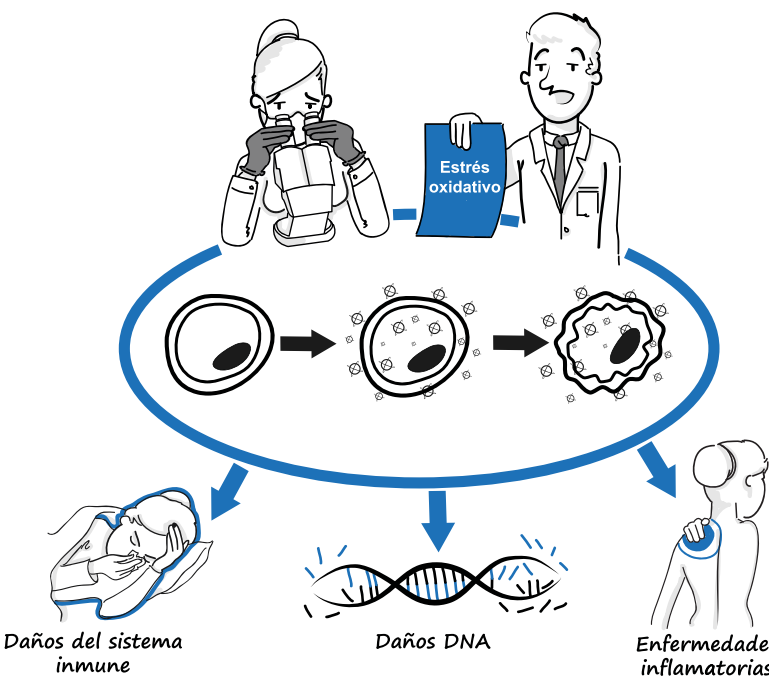 Estrés
oxidativo
Daños del sistema
inmune
Daños DNA
Enfermedade
inflamatorias